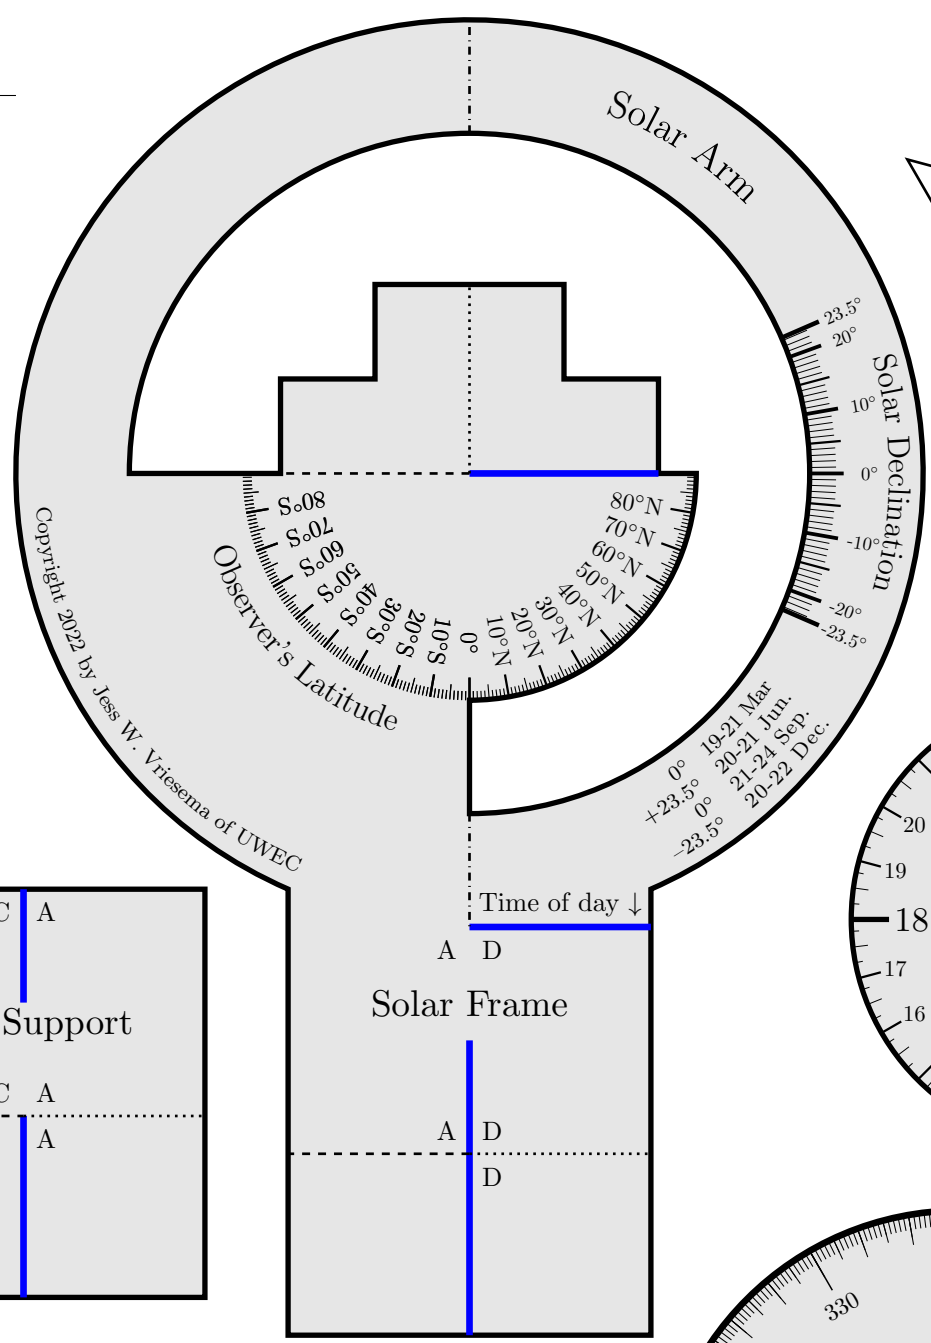 Solar Arm
23.5°
20°
10°
0°
-10°
-20°
-23.5°
Solar Declination
80°S
70°S
60°S
50°S
40°S
30°S
20°S
10°S
0°
10°N
20°N
30°N
40°N
50°N
60°N
70°N
80°N
Observer's Latitude
Copyright 2022 by Jess W. Vriesema of UWEC
0° 19-21 Mar
+23.5° 20-21 Jun.
0° 21-24 Sep.
–23.5° 20-22 Dec.
Time of day ↓
A D
Solar Frame
A D
D
C A
Support
C A
A
20
19
18
17
16
330